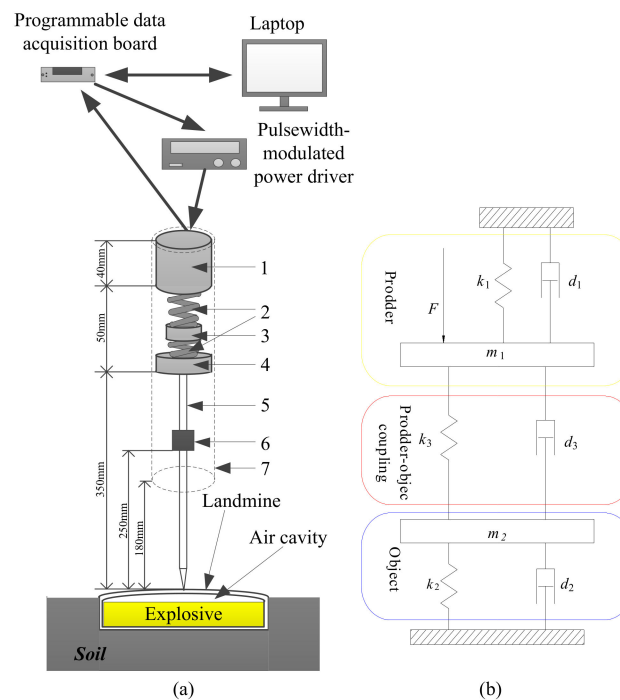 Programmable data
acquisition board
Laptop
Pulsewidth-
modulated
power driver
40mm
50mm
350mm
250mm
180mm
1
2
3
4
5
6
7
Landmine
Air cavity
Explosive
Soil
(a)
Prodder
F
k1
d1
m1
Prodder-objec
coupling
k3
d3
Object
m2
k2
d2
(b)